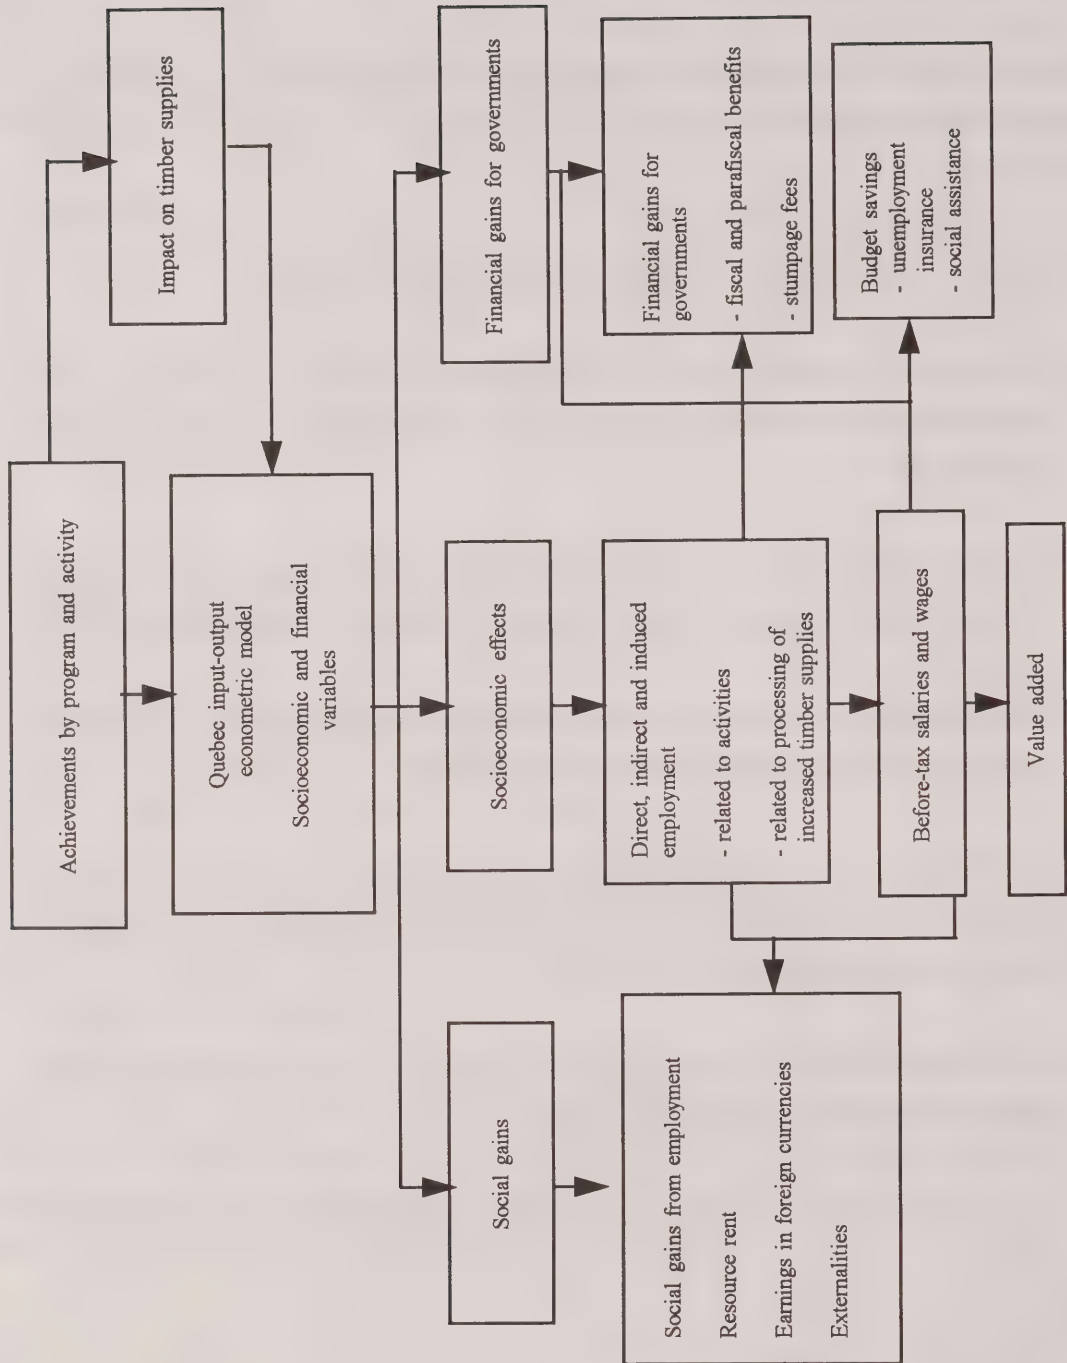 Achievements by program and activity
Impact on timber supplies
Quebec input-output
econometric model
Socioeconomic and financial
variables
Social gains
Socioeconomic effects
Financial gains for governments
Social gains from employment
Resource rent
Earnings in foreign currencies
Externalities
Direct, indirect and induced
employment
- related to activities
- related to processing of
increased timber supplies
Financial gains for
governments
- fiscal and parafiscal benefits
- stumpage fees
Before-tax salaries and wages
Budget savings
- unemployment
insurance
- social assistance
Value added